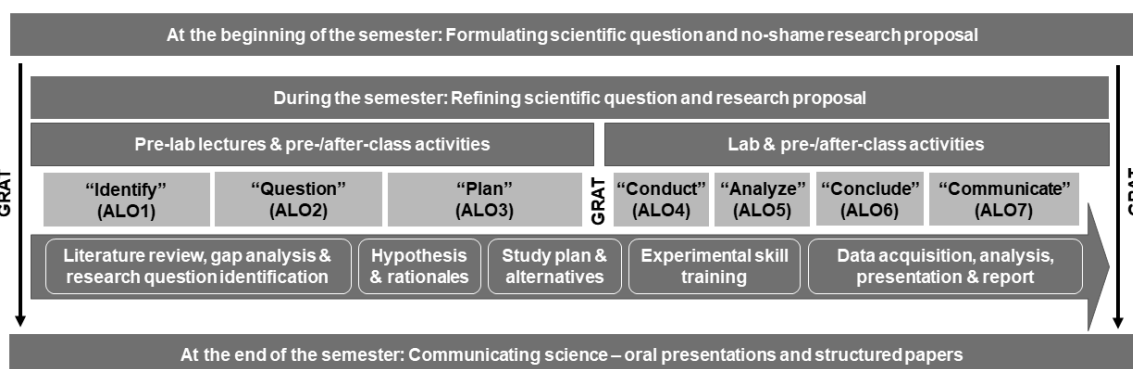 At the beginning of the semester: Formulating scientific question and no-shame research proposal
During the semester: Refining scientific question and research proposal
Pre-lab lectures & pre-/after-class activities
Lab & pre-/after-class activities
GRAT
“Identify”
(ALO1)
“Question”
(ALO2)
“Plan”
(ALO3)
GRAT
“Conduct”
(ALO4)
“Analyze”
(ALO5)
“Conclude”
(ALO6)
“Communicate”
(ALO7)
GRAT
Literature review, gap analysis &
research question identification
Hypothesis
& rationales
Study plan &
alternatives
Experimental skill
training
Data acquisition, analysis,
presentation & report
At the end of the semester: Communicating science – oral presentations and structured papers